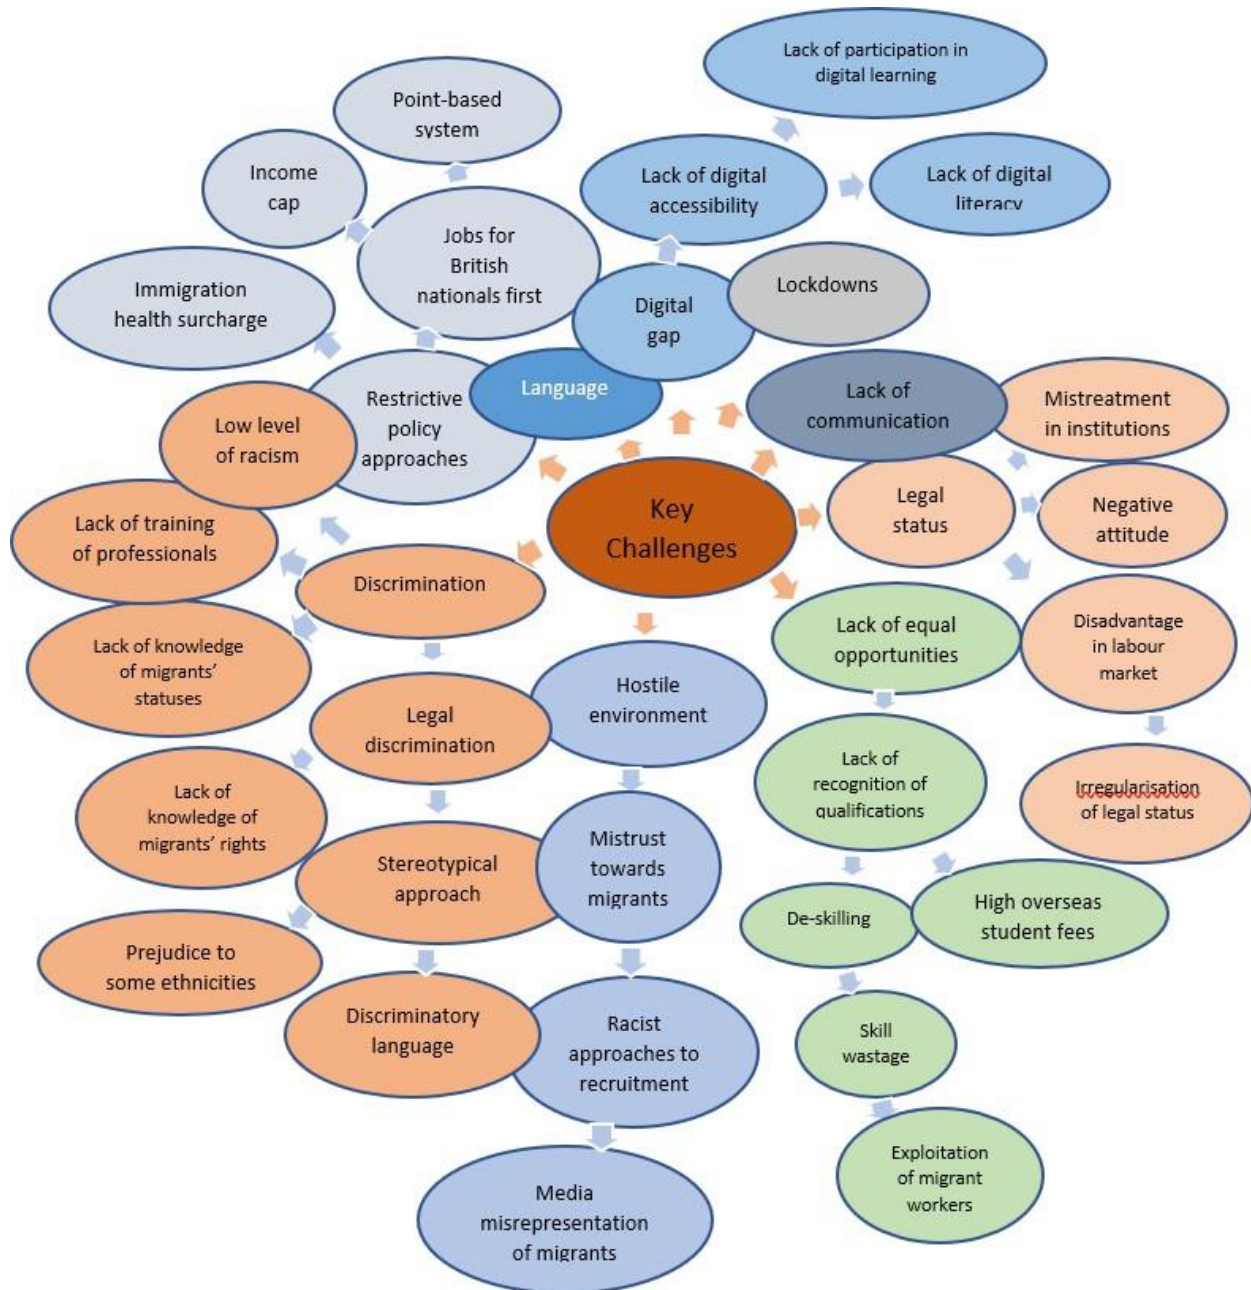 Lack of participation in
digital learning
Point-based
system
Income
cap
Lack of digital
accessibility
Lack of digital
literacy
Jobs for
British
nationals first
Immigration
health surcharge
Digital
gap
Lockdowns
Language
Restrictive
policy
approaches
Low level
of racism
Lack of
communication
Mistreatment
in institutions
Legal
status
Negative
attitude
Key
Challenges
Lack of training
of professionals
Discrimination
Lack of knowledge
of migrants’
statuses
Lack of equal
opportunities
Disadvantage
in labour
market
Hostile
environment
Legal
discrimination
Lack of
recognition of
qualifications
Irregularisation
of legal status
Lack of
knowledge of
migrants’ rights
Stereotypical
approach
Mistrust
towards
migrants
De-skilling
High overseas
student fees
Prejudice to
some ethnicities
Discriminatory
language
Racist
approaches to
recruitment
Skill
wastage
Exploitation
of migrant
workers
Media
misrepresentation
of migrants